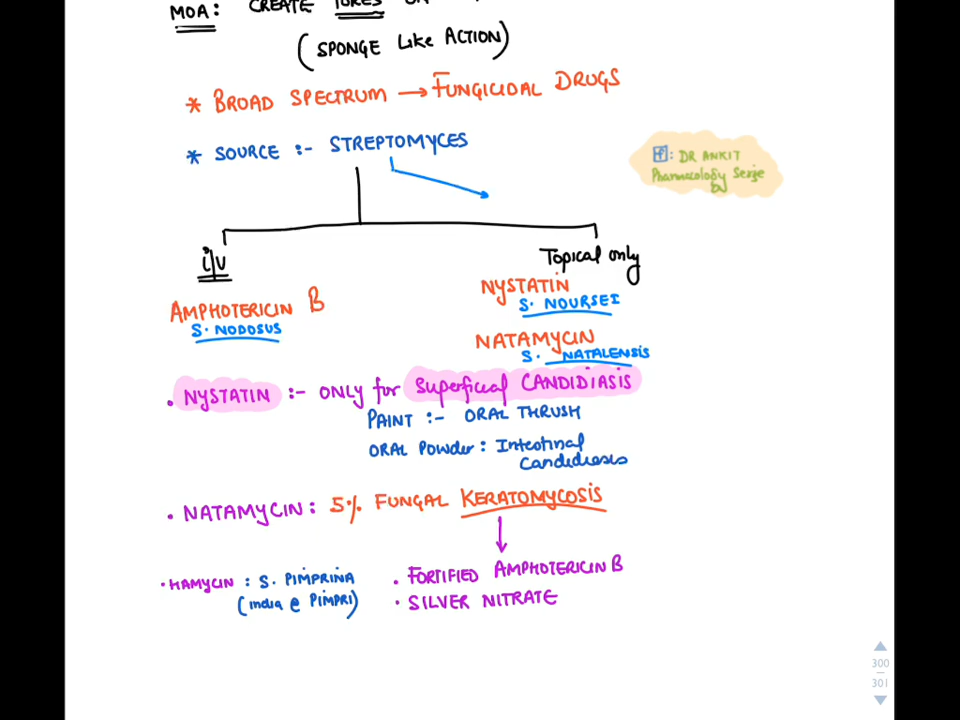 MOA: CREATE PORES
(SPONGE Like ACTION)
* BROAD SPECTRUM → FUNGICIDAL DRUGS
* SOURCE :- STREPTOMYCES
f: DR ANKIT
Pharmacology
i/v
Topical only
AMPHOTERICIN B
S. NODOSUS
NYSTATIN
S. NOURSEI
NATAMYCIN
S. NATALENSIS
. NYSTATIN :- ONLY for Superficial CANDIDIASIS
PAINT :- ORAL THRUSH
ORAL Powder : Intestinal
Candidiasis
. NATAMYCIN : 5% FUNGAL KERATOMYCOSIS
. HAMYCIN : S. PIMPRINA
(India @ PIMPRI)
. FORTIFIED AMPHOTERICIN B
. SILVER NITRATE
300
301